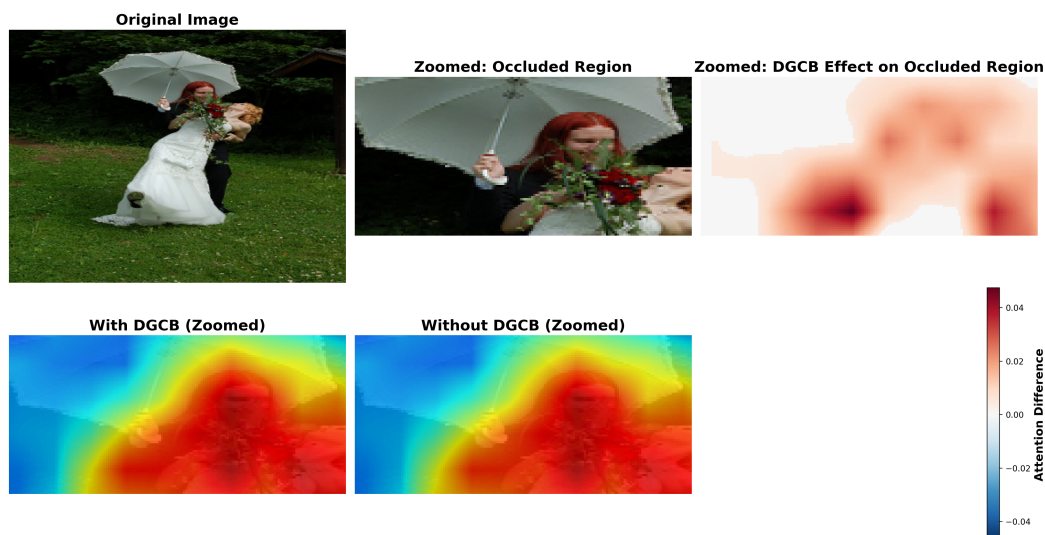 Original Image
Zoomed: Occluded Region
Zoomed: DGCB Effect on Occluded Region
With DGCB (Zoomed)
Without DGCB (Zoomed)
0.04
0.02
0.00
−0.02
−0.04
Attention Difference